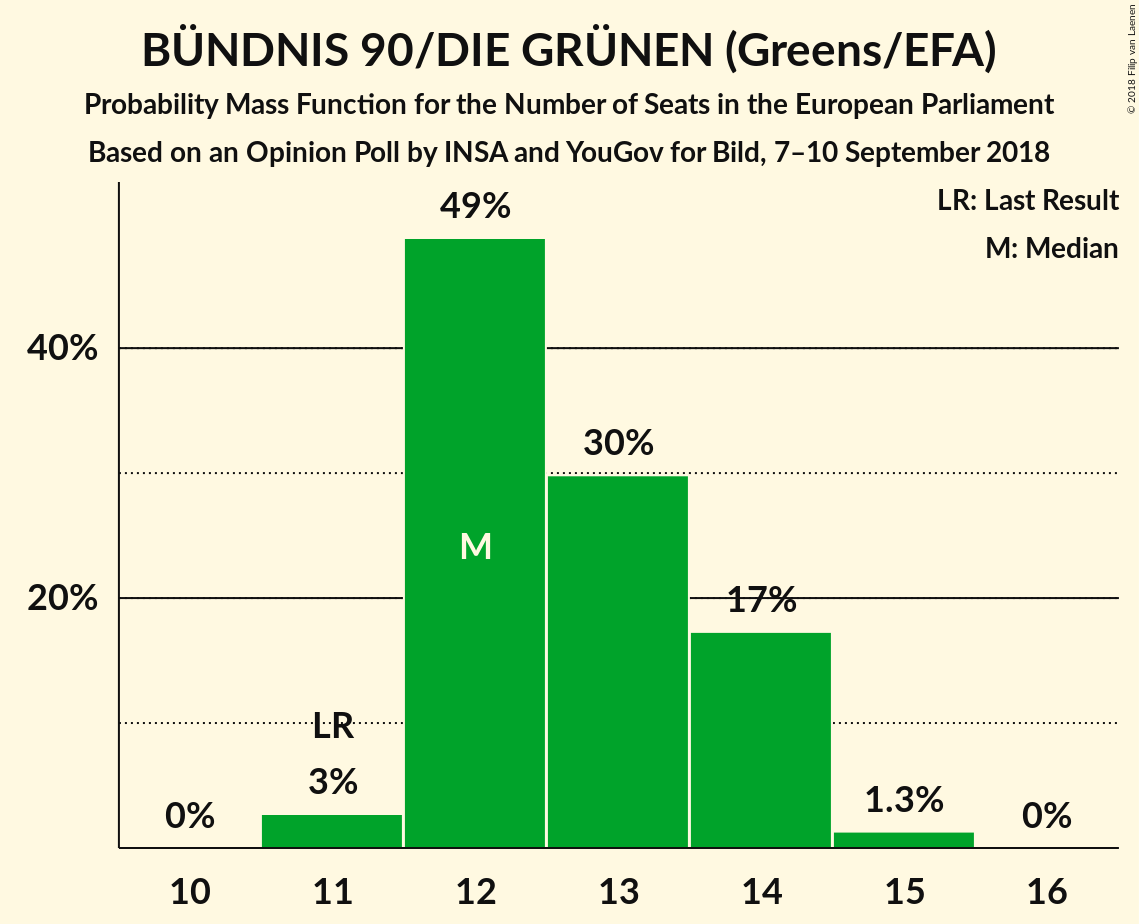 BÜNDNIS 90/DIE GRÜNEN (Greens/EFA)
Probability Mass Function for the Number of Seats in the European Parliament
Based on an Opinion Poll by INSA and YouGov for Bild, 7–10 September 2018
© 2018 Filip van Laenen
LR: Last Result
M: Median
49%
40%
30%
M
20%
17%
LR
3%
1.3%
0%
0%
10 11 12 13 14 15 16